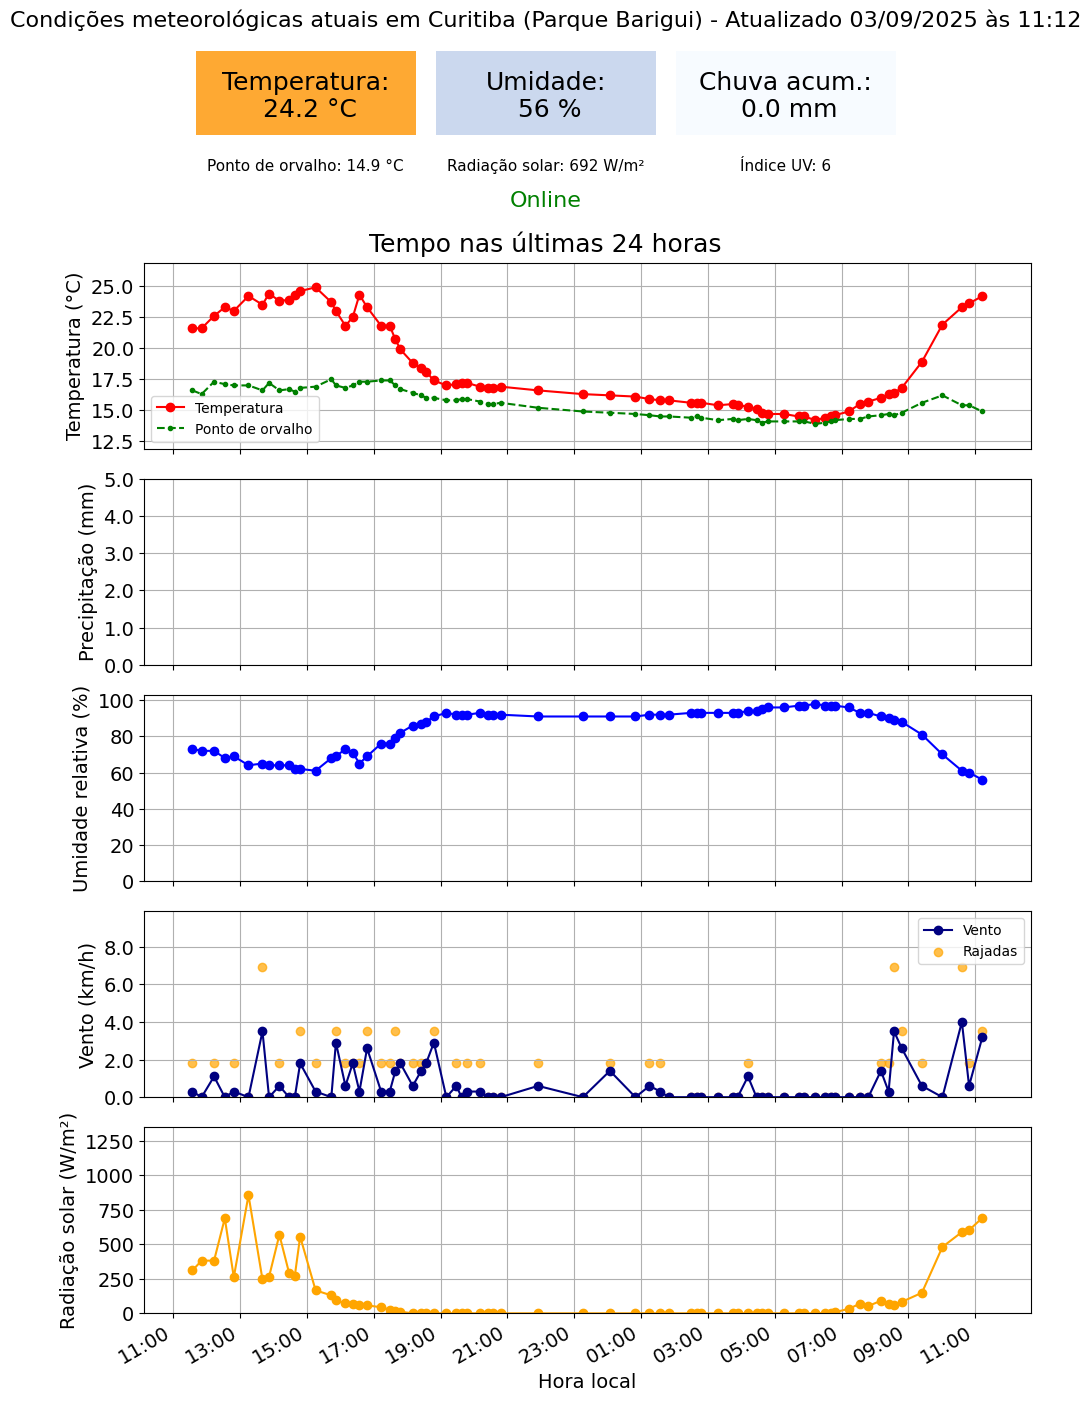 Condições meteorológicas atuais em Curitiba (Parque Barigui) - Atualizado 03/09/2025 às 11:12
Temperatura:
24.2 °C
Umidade:
56 %
Chuva acum.:
0.0 mm
Ponto de orvalho: 14.9 °C
Radiação solar: 692 W/m²
Índice UV: 6
Online
Tempo nas últimas 24 horas
Temperatura (°C)
25.0
22.5
20.0
17.5
15.0
12.5
Temperatura
Ponto de orvalho
Precipitação (mm)
5.0
4.0
3.0
2.0
1.0
0.0
Umidade relativa (%)
100
80
60
40
20
0
Vento (km/h)
8.0
6.0
4.0
2.0
0.0
Vento
Rajadas
Radiação solar (W/m²)
1250
1000
750
500
250
0
11:00
13:00
15:00
17:00
19:00
21:00
23:00
01:00
03:00
05:00
07:00
09:00
11:00
Hora local